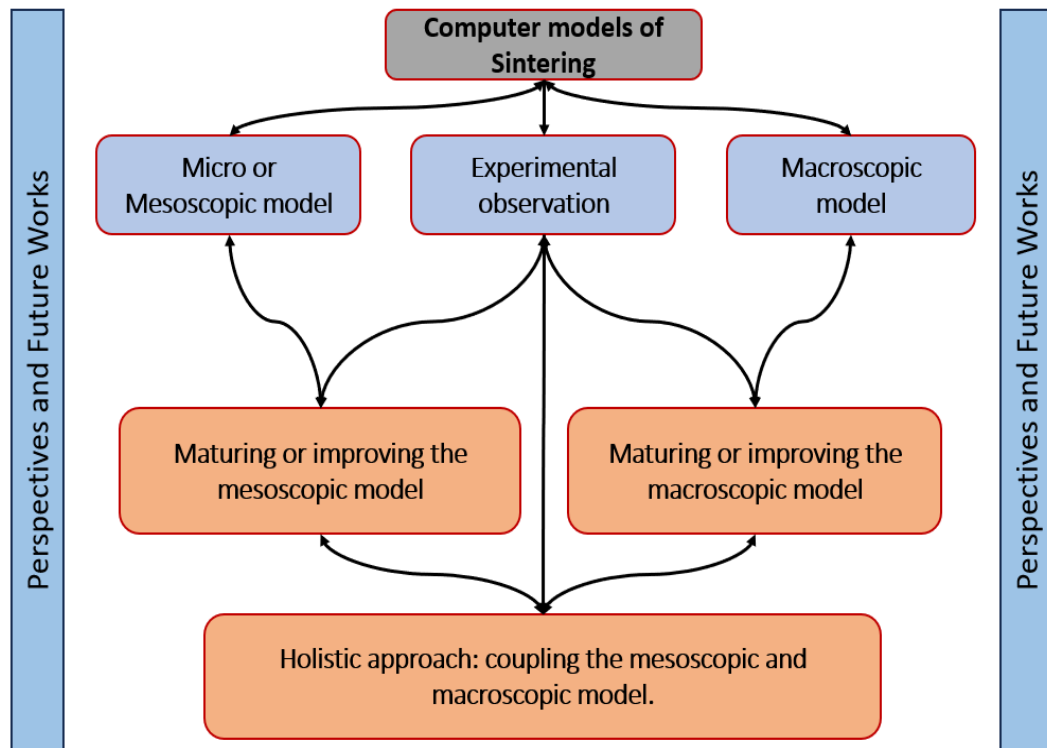 Perspectives and Future Works
Computer models of
Sintering
Micro or
Mesoscopic model
Experimental
observation
Macroscopic
model
Maturing or improving the
mesoscopic model
Maturing or improving the
macroscopic model
Holistic approach: coupling the mesoscopic and
macroscopic model.
Perspectives and Future Works